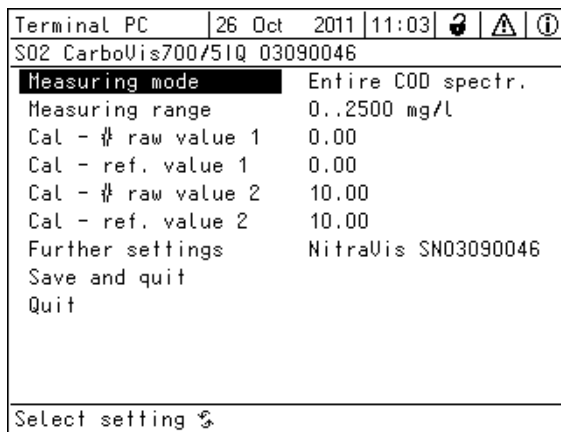 Terminal PC 26 Oct 2011 11:03
S02 CarboVis700/5IQ 03090046
Measuring mode Entire COD spectr.
Measuring range 0..2500 mg/l
Cal - # raw value 1 0.00
Cal - ref. value 1 0.00
Cal - # raw value 2 10.00
Cal - ref. value 2 10.00
Further settings NitraVis SN03090046
Save and quit
Quit
Select setting